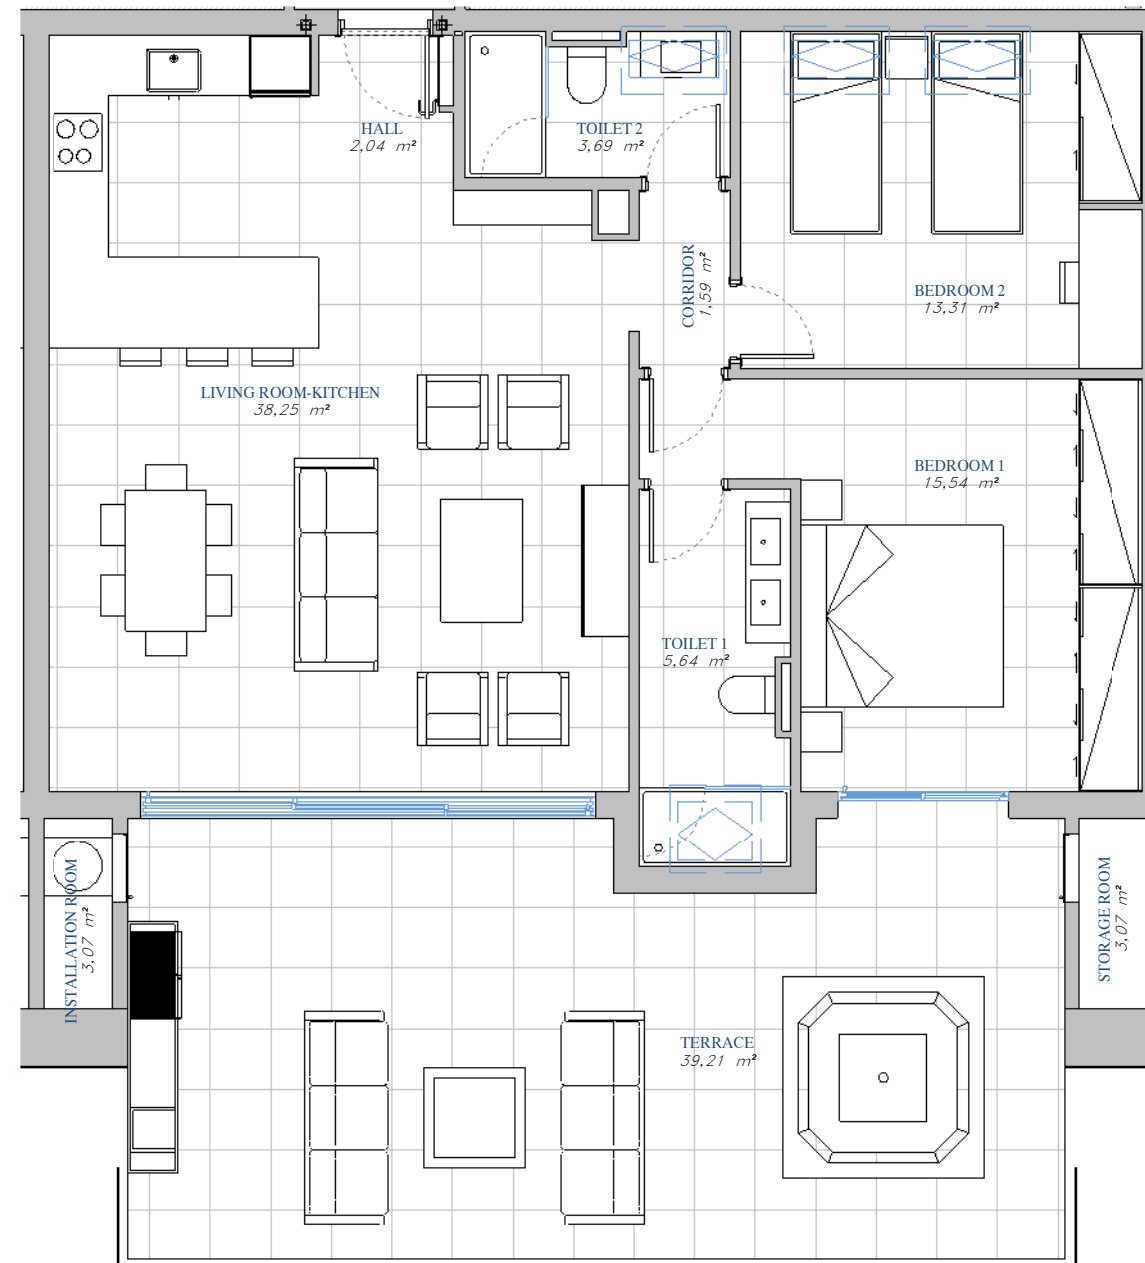 HALL
2,04 m²
TOILET 2
3,69 m²
CORRIDOR
1,59 m²
BEDROOM 2
13,31 m²
LIVING ROOM-KITCHEN
38,25 m²
BEDROOM 1
15,54 m²
TOILET 1
5,64 m²
INSTALLATION ROOM
3,07 m²
STORAGE ROOM
3,07 m²
TERRACE
39,21 m²